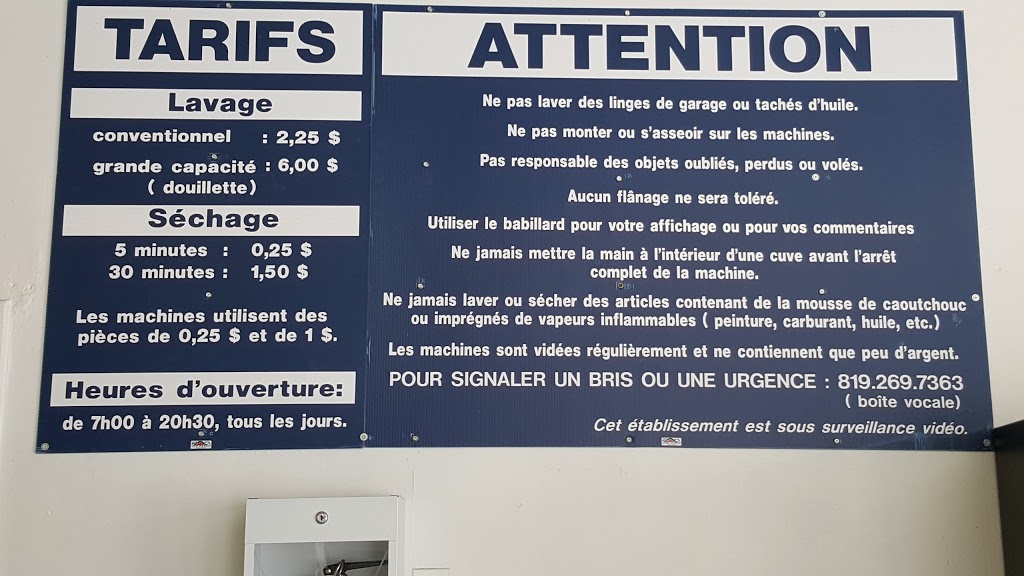 TARIFS
Lavage
conventionnel : 2,25 $
grande capacité : 6,00 $
( douillette)
Séchage
5 minutes : 0,25 $
30 minutes : 1,50 $
Les machines utilisent des
pièces de 0,25 $ et de 1 $.
Heures d'ouverture:
de 7h00 à 20h30, tous les jours.
ATTENTION
Ne pas laver des linges de garage ou tachés d'huile.
Ne pas monter ou s'asseoir sur les machines.
Pas responsable des objets oubliés, perdus ou volés.
Aucun flânage ne sera toléré.
Utiliser le babillard pour votre affichage ou pour vos commentaires
Ne jamais mettre la main à l'intérieur d'une cuve avant l'arrêt
complet de la machine.
Ne jamais laver ou sécher des articles contenant de la mousse de caoutchouc
ou imprégnés de vapeurs inflammables ( peinture, carburant, huile, etc.)
Les machines sont vidées régulièrement et ne contiennent que peu d'argent.
POUR SIGNALER UN BRIS OU UNE URGENCE : 819.269.7363
( boîte vocale)
Cet établissement est sous surveillance vidéo.